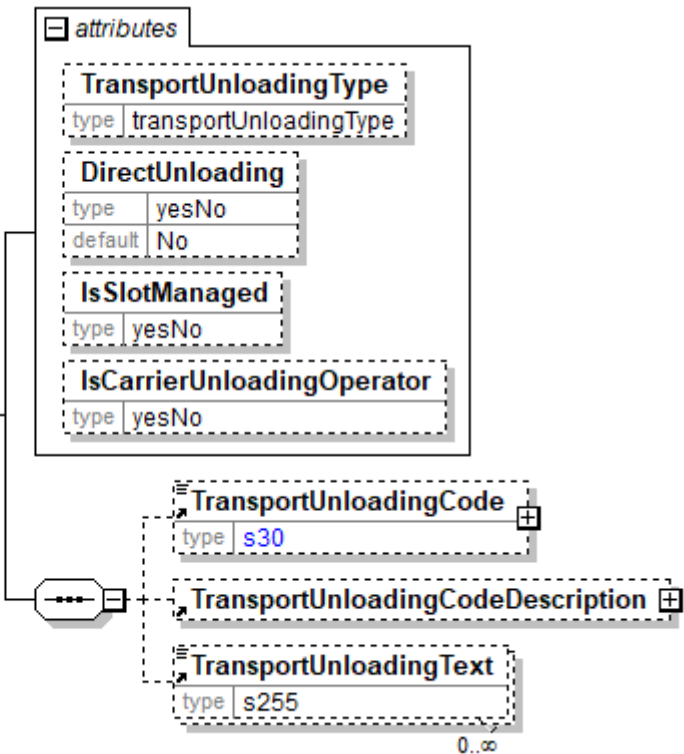 attributes
TransportUnloadingType
type transportUnloadingType
DirectUnloading
type yesNo
default No
IsSlotManaged
type yesNo
IsCarrierUnloadingOperator
type yesNo
TransportUnloadingCode
type s30
TransportUnloadingCodeDescription
TransportUnloadingText
type s255
0..∞